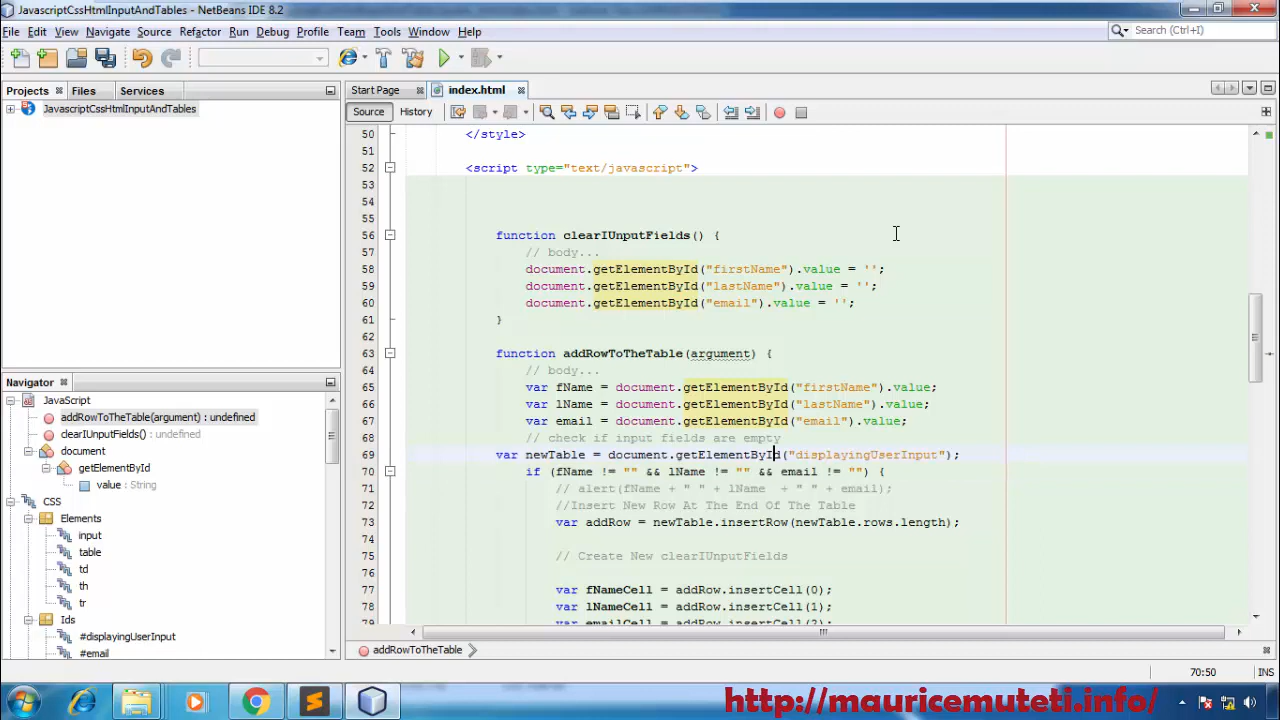 JavascriptCssHtmlInputAndTables - NetBeans IDE 8.2
File Edit View Navigate Source Refactor Run Debug Profile Team Tools Window Help
Search (Ctrl+I)
Projects Files Services
JavascriptCssHtmlInputAndTables
Start Page index.html
Source History
50 </style>
51
52 <script type="text/javascript">
53
54
55
56 function clearIUnputFields() {
57 // body...
58 document.getElementById("firstName").value = '';
59 document.getElementById("lastName").value = '';
60 document.getElementById("email").value = '';
61 }
62
63 function addRowToTheTable(argument) {
64 // body...
65 var fName = document.getElementById("firstName").value;
66 var lName = document.getElementById("lastName").value;
67 var email = document.getElementById("email").value;
68 // check if input fields are empty
69 var newTable = document.getElementById("displayingUserInput");
70 if (fName != "" && lName != "" && email != "") {
71 // alert(fName + " " + lName  + " " + email);
72 //Insert New Row At The End Of The Table
73 var addRow = newTable.insertRow(newTable.rows.length);
74
75 // Create New clearIUnputFields
76
77 var fNameCell = addRow.insertCell(0);
78 var lNameCell = addRow.insertCell(1);
79 var emailCell = addRow.insertCell(2);
Navigator
JavaScript
addRowToTheTable(argument) : undefined
clearIUnputFields() : undefined
document
getElementById
value : String
CSS
Elements
input
table
td
th
tr
Ids
#displayingUserInput
#email
addRowToTheTable
70:50 INS
http://mauricemuteti.info/